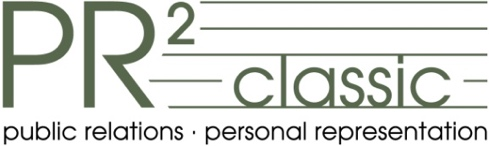 PR²
classic
public relations · personal representation